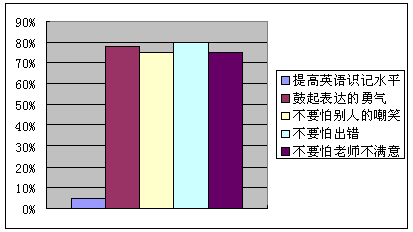 90%
80%
70%
60%
50%
40%
30%
20%
10%
0%
提高英语识记水平
鼓起表达的勇气
不要怕别人的嘲笑
不要怕出错
不要怕老师不满意